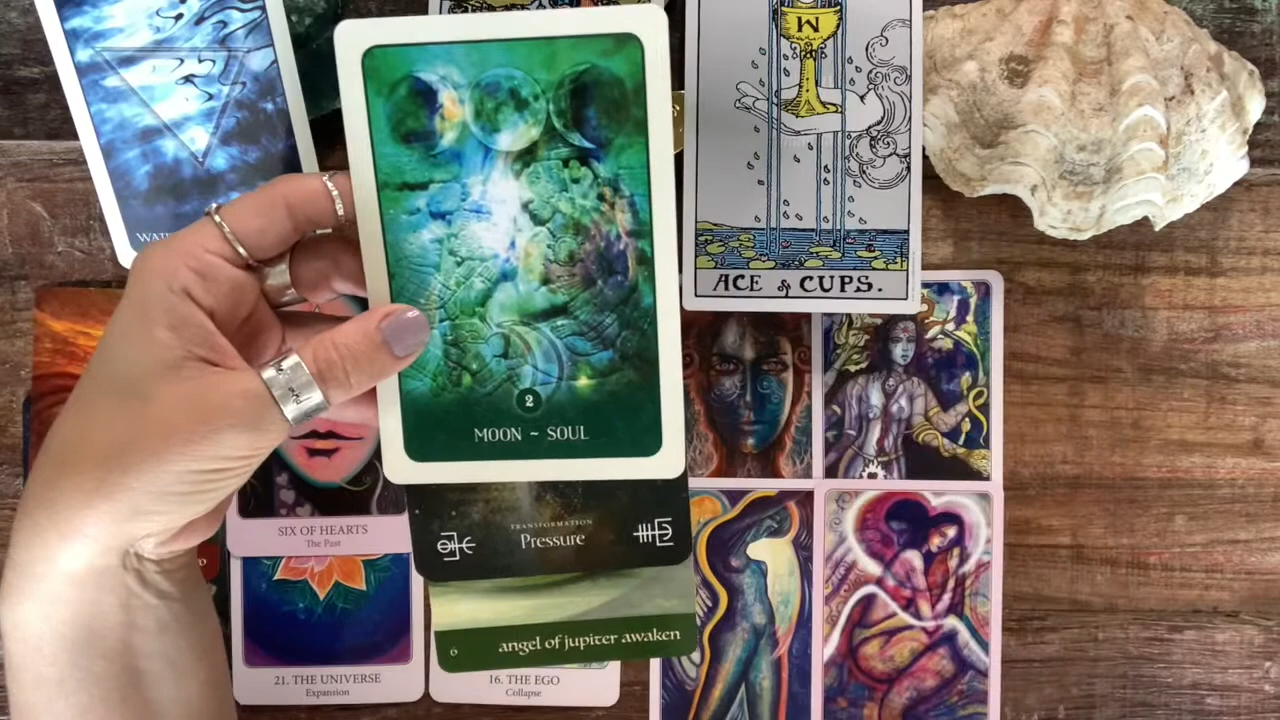 M
ACE of CUPS.
2
MOON ~ SOUL
TRANSFORMATION
Pressure
SIX OF HEARTS
The Past
6
angel of jupiter awaken
21. THE UNIVERSE
Expansion
16. THE EGO
Collapse